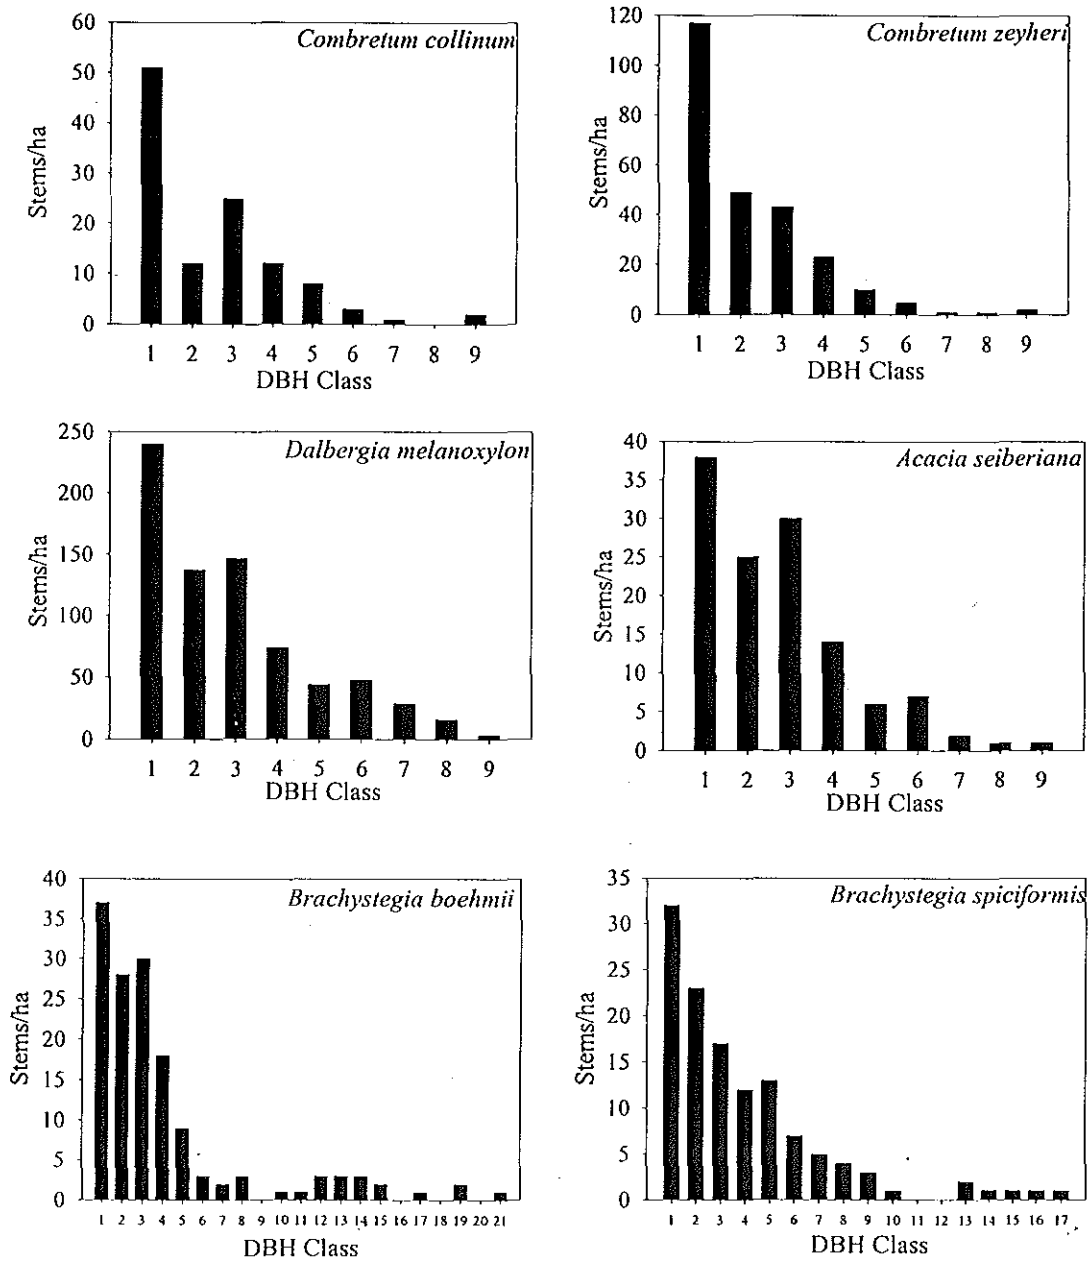 Combretum collinum
60
50
40
30
20
10
0
Stems/ha
1 2 3 4 5 6 7 8 9
DBH Class
Combretum zeyheri
120
100
80
60
40
20
0
Stems/ha
1 2 3 4 5 6 7 8 9
DBH Class
Dalbergia melanoxylon
250
200
150
100
50
0
Stems/ha
1 2 3 4 5 6 7 8 9
DBH Class
Acacia seiberiana
40
35
30
25
20
15
10
5
0
Stems/ha
1 2 3 4 5 6 7 8 9
DBH Class
Brachystegia boehmii
40
35
30
25
20
15
10
5
0
Stems/ha
1 2 3 4 5 6 7 8 9 10 11 12 13 14 15 16 17 18 19 20 21
DBH Class
Brachystegia spiciformis
35
30
25
20
15
10
5
0
Stems/ha
1 2 3 4 5 6 7 8 9 10 11 12 13 14 15 16 17
DBH Class